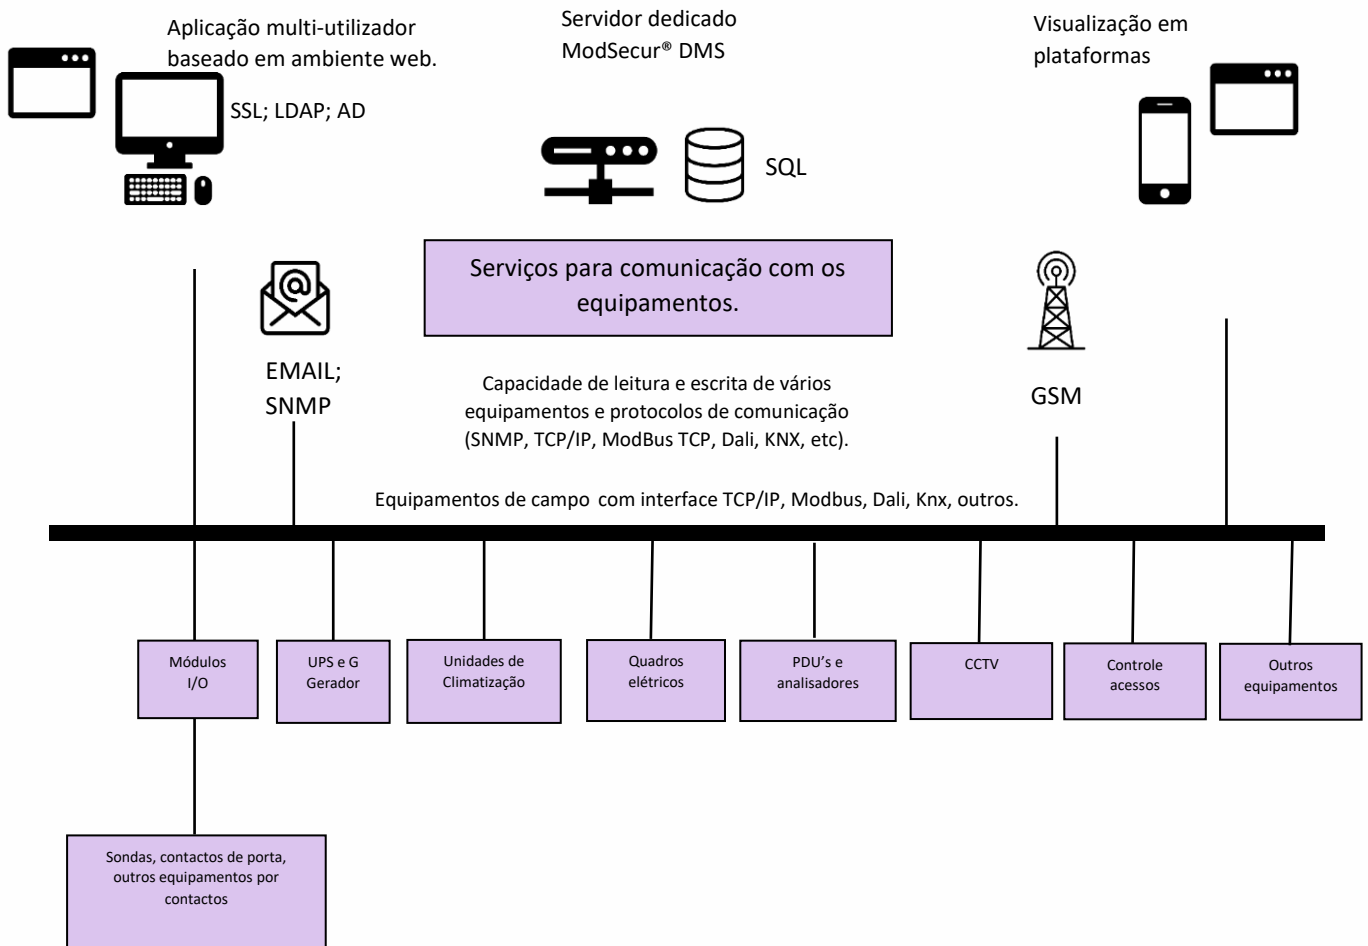 Aplicação multi-utilizador
baseado em ambiente web.
SSL; LDAP; AD
Servidor dedicado
ModSecur® DMS
SQL
Visualização em
plataformas
Serviços para comunicação com os
equipamentos.
EMAIL;
SNMP
Capacidade de leitura e escrita de vários
equipamentos e protocolos de comunicação
(SNMP, TCP/IP, ModBus TCP, Dali, KNX, etc).
GSM
Equipamentos de campo com interface TCP/IP, Modbus, Dali, Knx, outros.
Módulos
I/O
UPS e G
Gerador
Unidades de
Climatização
Quadros
elétricos
PDU’s e
analisadores
CCTV
Controle
acessos
Outros
equipamentos
Sondas, contactos de porta,
outros equipamentos por
contactos